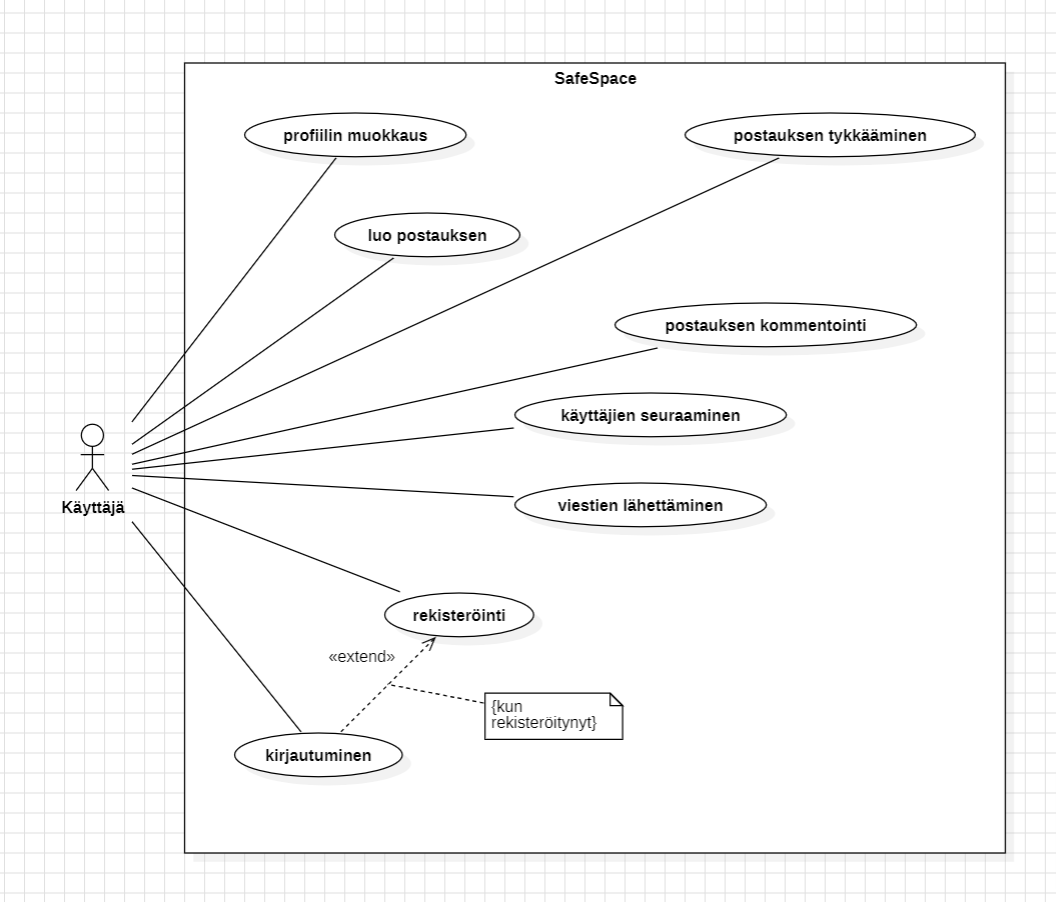 SafeSpace
profiilin muokkaus
postauksen tykkääminen
luo postauksen
postauksen kommentointi
käyttäjien seuraaminen
Käyttäjä
viestien lähettäminen
rekisteröinti
«extend»
{kun
rekisteröitynyt}
kirjautuminen